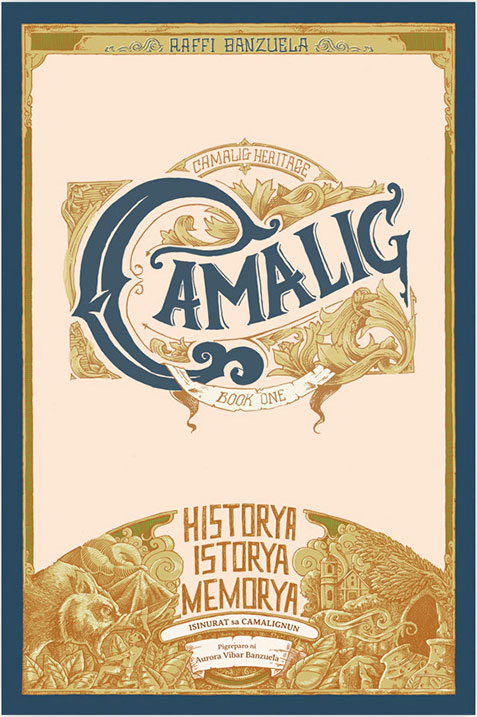 RAFFI BANZUELA
CAMALIG HERITAGE
CAMALIG
BOOK ONE
HISTORYA
ISTORYA
MEMORYA
ISINURAT sa CAMALIGNUN
Pigreparo ni
Aurora Vibar Banzuela